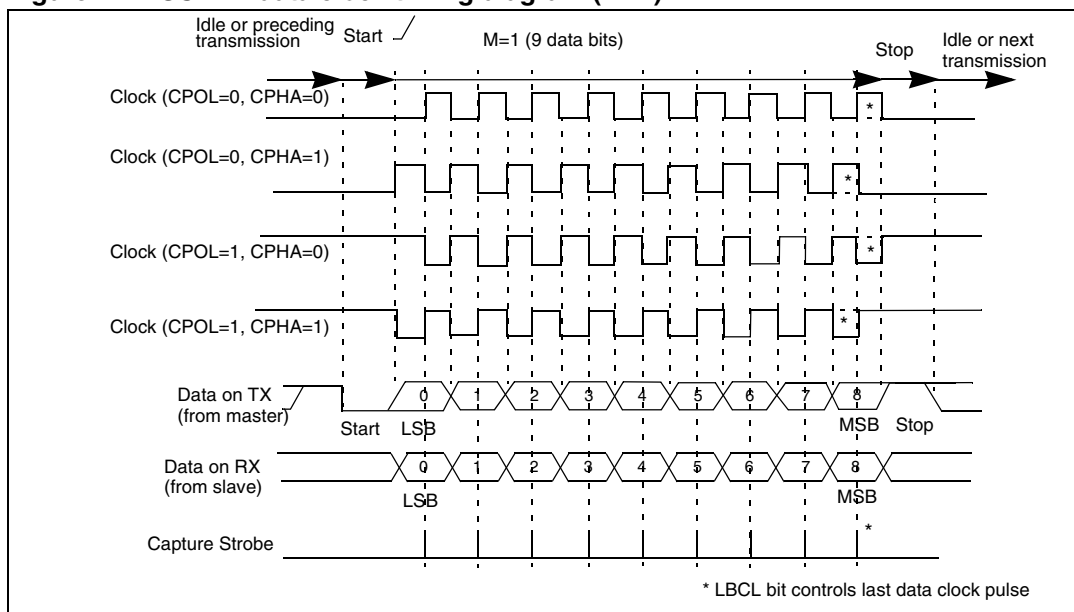 Idle or preceding
transmission
Start
M=1 (9 data bits)
Stop
Idle or next
transmission
Clock (CPOL=0, CPHA=0)
*
Clock (CPOL=0, CPHA=1)
*
Clock (CPOL=1, CPHA=0)
*
Clock (CPOL=1, CPHA=1)
*
Data on TX
(from master)
0 1 2 3 4 5 6 7 8
Start LSB MSB Stop
Data on RX
(from slave)
0 1 2 3 4 5 6 7 8
LSB MSB
Capture Strobe
*
* LBCL bit controls last data clock pulse